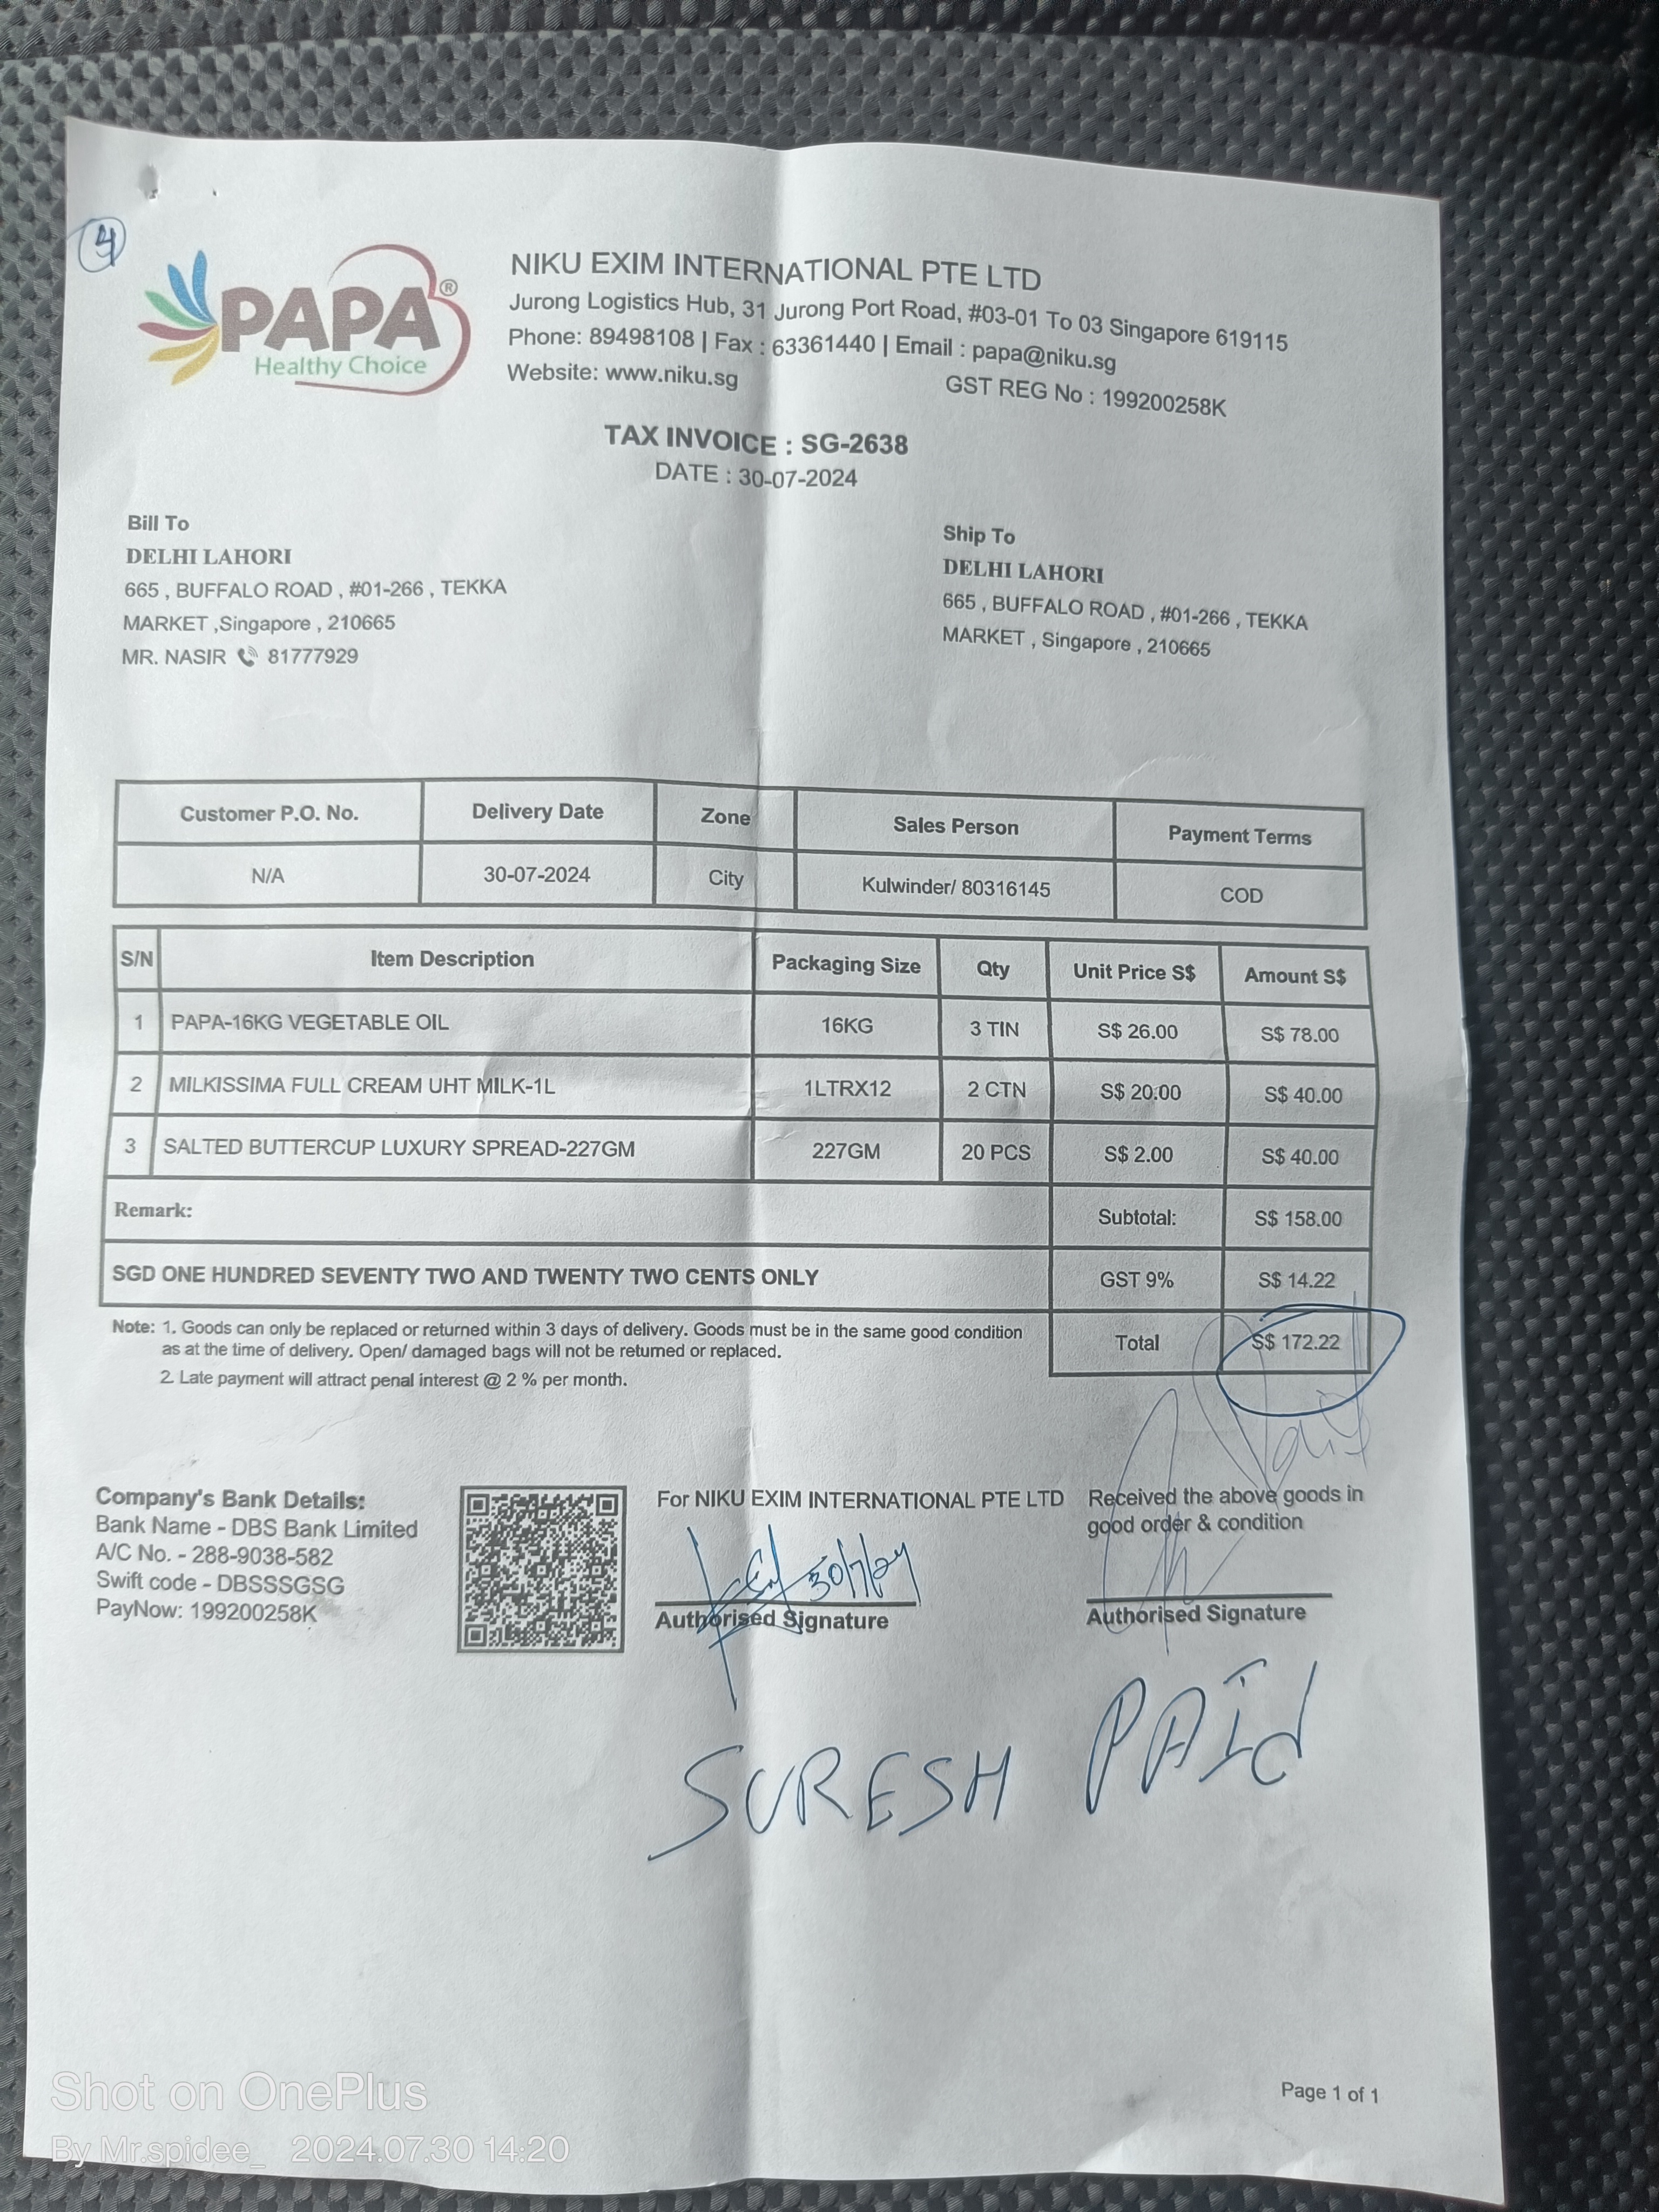 4
PAPA®
Healthy Choice
NIKU EXIM INTERNATIONAL PTE LTD
Jurong Logistics Hub, 31 Jurong Port Road, #03-01 To 03 Singapore 619115
Phone: 89498108 | Fax : 63361440 | Email : papa@niku.sg
Website: www.niku.sg GST REG No : 199200258K
TAX INVOICE : SG-2638
DATE : 30-07-2024
Bill To
DELHI LAHORI
665 , BUFFALO ROAD , #01-266 , TEKKA
MARKET ,Singapore , 210665
MR. NASIR 81777929
Ship To
DELHI LAHORI
665 , BUFFALO ROAD , #01-266 , TEKKA
MARKET , Singapore , 210665
Customer P.O. No. Delivery Date Zone Sales Person Payment Terms
N/A 30-07-2024 City Kulwinder/ 80316145 COD
S/N Item Description Packaging Size Qty Unit Price S$ Amount S$
1 PAPA-16KG VEGETABLE OIL 16KG 3 TIN S$ 26.00 S$ 78.00
2 MILKISSIMA FULL CREAM UHT MILK-1L 1LTRX12 2 CTN S$ 20.00 S$ 40.00
3 SALTED BUTTERCUP LUXURY SPREAD-227GM 227GM 20 PCS S$ 2.00 S$ 40.00
Remark: Subtotal: S$ 158.00
SGD ONE HUNDRED SEVENTY TWO AND TWENTY TWO CENTS ONLY GST 9% S$ 14.22
Total S$ 172.22
Note: 1. Goods can only be replaced or returned within 3 days of delivery. Goods must be in the same good condition
as at the time of delivery. Open/ damaged bags will not be returned or replaced.
2. Late payment will attract penal interest @ 2 % per month.
Paid
Company's Bank Details:
Bank Name - DBS Bank Limited
A/C No. - 288-9038-582
Swift code - DBSSSGSG
PayNow: 199200258K
For NIKU EXIM INTERNATIONAL PTE LTD
30/7/24
Authorised Signature
Received the above goods in
good order & condition
Authorised Signature
SURESH PAID
Page 1 of 1
Shot on OnePlus
By Mr.spidee_ 2024.07.30 14:20